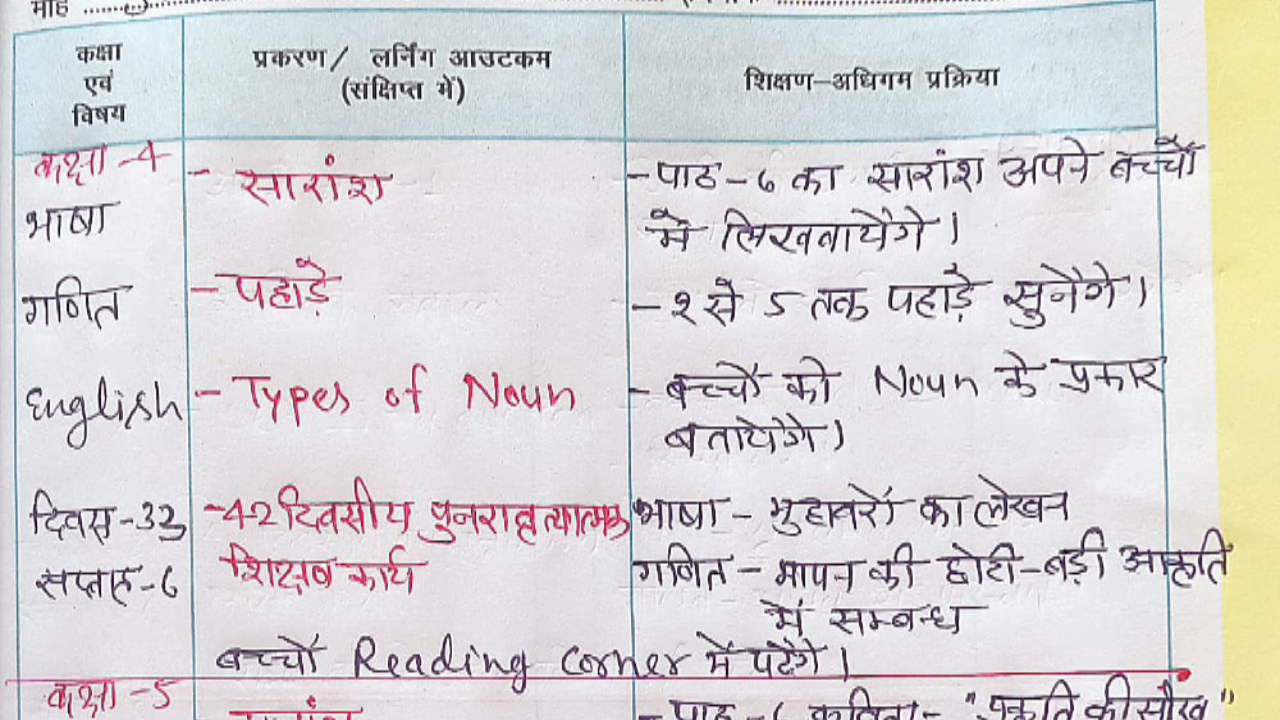 माह
कक्षा
एवं
विषय
प्रकरण / लर्निंग आउटकम
(संक्षिप्त में)
शिक्षण–अधिगम प्रक्रिया
कक्षा -4
भाषा
- सारांश
- पाठ - 6 का सारांश अपने बच्चों
में लिखवायेंगे।
गणित
- पहाड़े
- 2 से 5 तक पहाड़े सुनेंगे।
English
- Types of Noun
- बच्चों को Noun के प्रकार
बतायेंगे।
दिवस -33
सप्ताह -6
- 42 दिवसीय पुनरावृत्यात्मक
शिक्षण कार्य
भाषा - मुहावरों का लेखन
गणित - मापन की छोटी-बड़ी आकृति
में सम्बन्ध
बच्चों Reading Corner में पढ़ेंगे।
कक्षा -5
सारांश
- पाठ - 6 कविता - "प्रकृति की सीख"